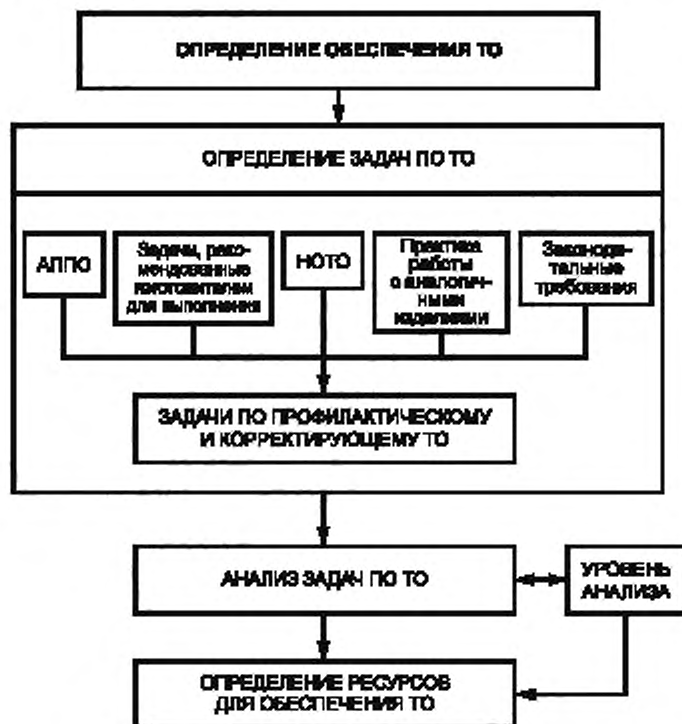 ОПРЕДЕЛЕНИЕ ОБЕСПЕЧЕНИЯ ТО
ОПРЕДЕЛЕНИЕ ЗАДАЧ ПО ТО
АППО
Задачи, реко-
мендованные
изготовителем
для выполнения
НОТО
Практика
работы
с аналогич-
ными
изделиями
Законода-
тельные
требования
ЗАДАЧИ ПО ПРОФИЛАКТИЧЕСКОМУ
И КОРРЕКТИРУЮЩЕМУ ТО
АНАЛИЗ ЗАДАЧ ПО ТО
УРОВЕНЬ
АНАЛИЗА
ОПРЕДЕЛЕНИЕ РЕСУРСОВ
ДЛЯ ОБЕСПЕЧЕНИЯ ТО